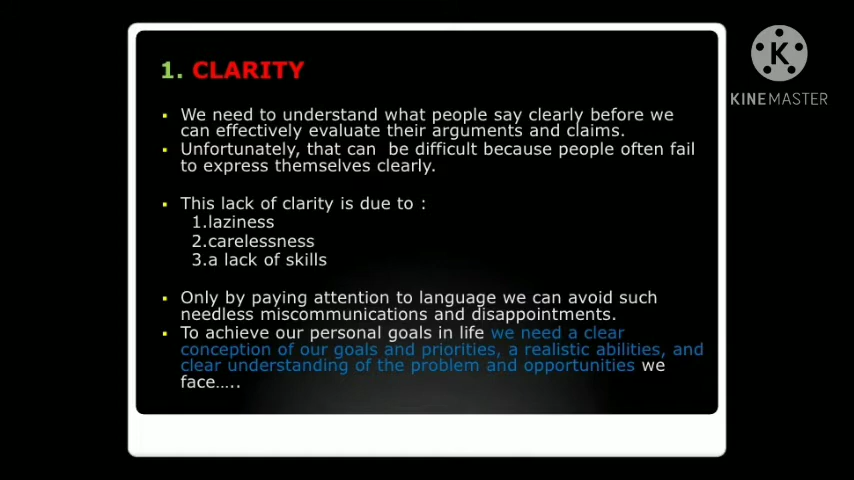 1. CLARITY
We need to understand what people say clearly before we
can effectively evaluate their arguments and claims.
Unfortunately, that can be difficult because people often fail
to express themselves clearly.
This lack of clarity is due to :
1.laziness
2.carelessness
3.a lack of skills
Only by paying attention to language we can avoid such
needless miscommunications and disappointments.
To achieve our personal goals in life we need a clear
conception of our goals and priorities, a realistic abilities, and
clear understanding of the problem and opportunities we
face.....
K
KINEMASTER